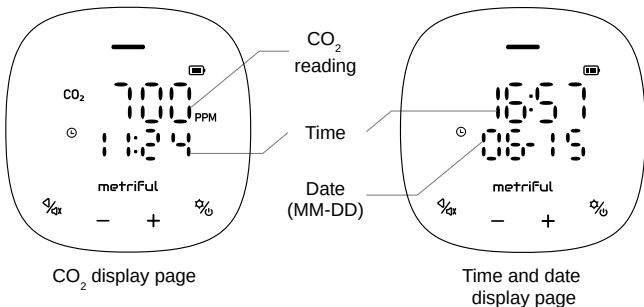 CO₂
reading
Time
Date
(MM-DD)
CO₂ 700 PPM
11:24
metriful
− +
CO₂ display page
16:57
06-15
metriful
− +
Time and date
display page